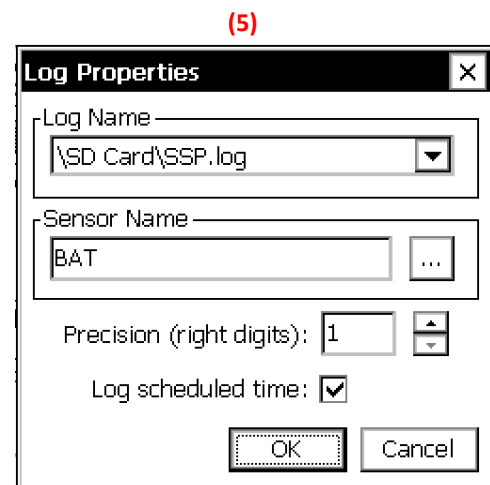 (5)
Log Properties
Log Name
\SD Card\SSP.log
Sensor Name
BAT
...
Precision (right digits): 1
Log scheduled time:
OK Cancel